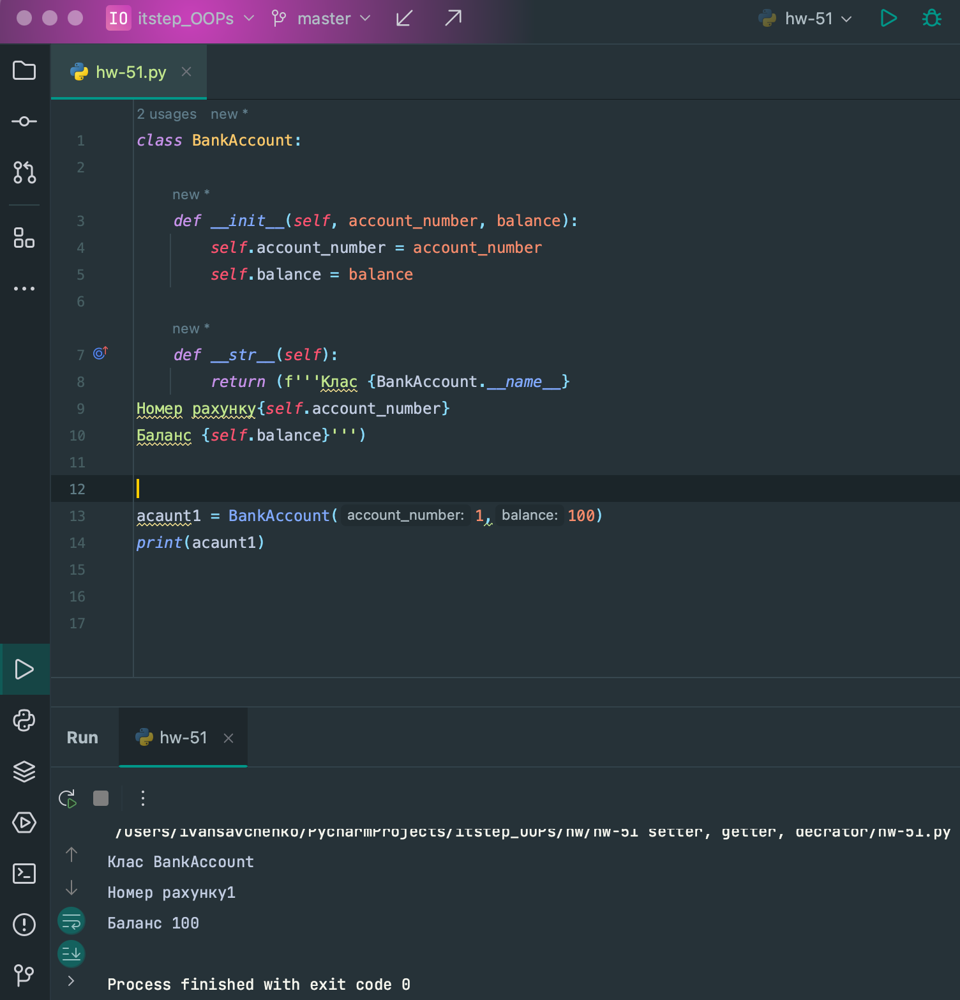 IO itstep_OOPs master hw-51
hw-51.py
2 usages new *
1 class BankAccount:
2
new *
3 def __init__(self, account_number, balance):
4 self.account_number = account_number
5 self.balance = balance
6
new *
7 def __str__(self):
8 return (f'''Клас {BankAccount.__name__}
9 Номер рахунку{self.account_number}
10 Баланс {self.balance}''')
11
12
13 acaunt1 = BankAccount( account_number: 1, balance: 100)
14 print(acaunt1)
15
16
17
Run hw-51
/Users/ivansavchenko/PycharmProjects/itstep_OOPs/hw/hw-51 setter, getter, decrator/hw-51.py
Клас BankAccount
Номер рахунку1
Баланс 100
Process finished with exit code 0